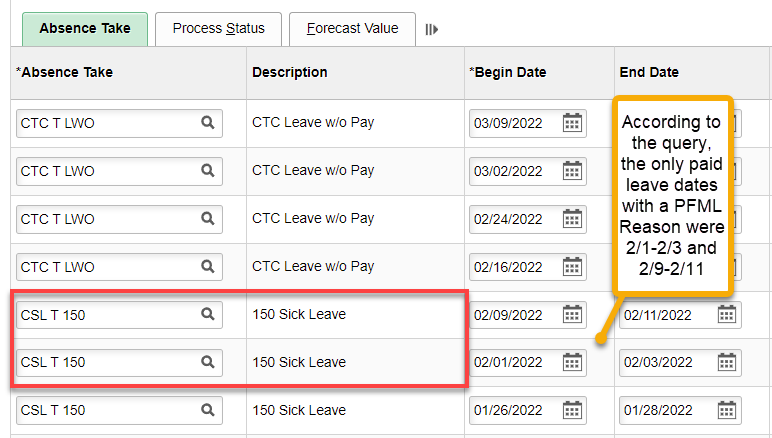 Absence Take Process Status Forecast Value
*Absence Take Description *Begin Date End Date
CTC T LWO CTC Leave w/o Pay 03/09/2022
CTC T LWO CTC Leave w/o Pay 03/02/2022
CTC T LWO CTC Leave w/o Pay 02/24/2022
CTC T LWO CTC Leave w/o Pay 02/16/2022
According to
the query,
the only paid
leave dates
with a PFML
Reason were
2/1-2/3 and
2/9-2/11
CSL T 150 150 Sick Leave 02/09/2022 02/11/2022
CSL T 150 150 Sick Leave 02/01/2022 02/03/2022
CSL T 150 150 Sick Leave 01/26/2022 01/28/2022